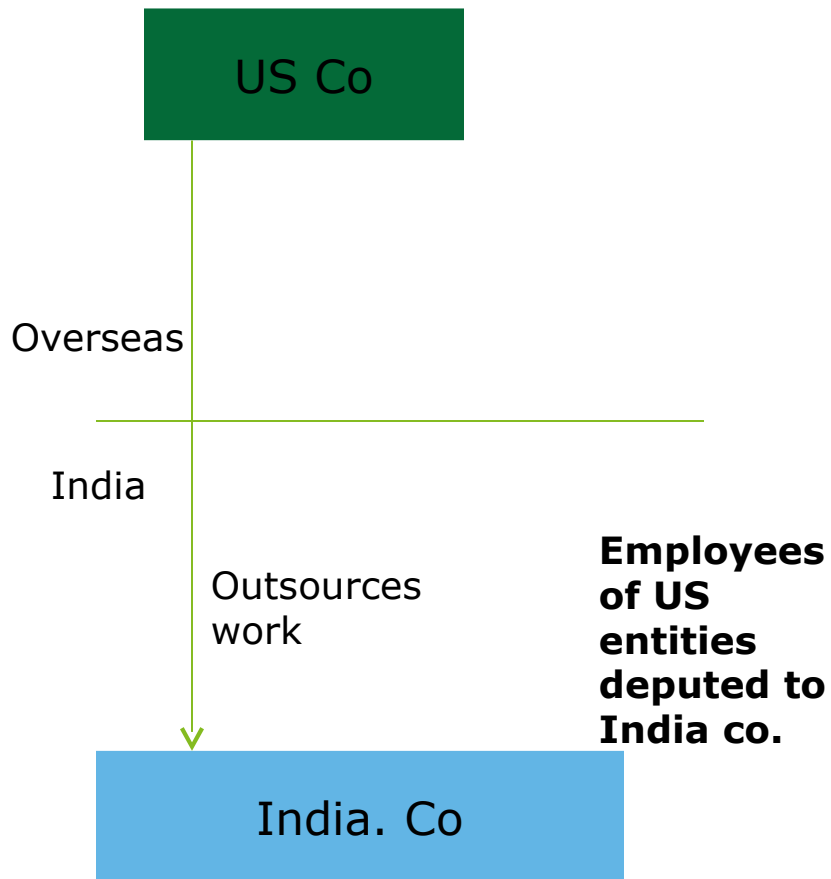 US Co
Overseas
India
Outsources
work
Employees
of US
entities
deputed to
India co.
India. Co